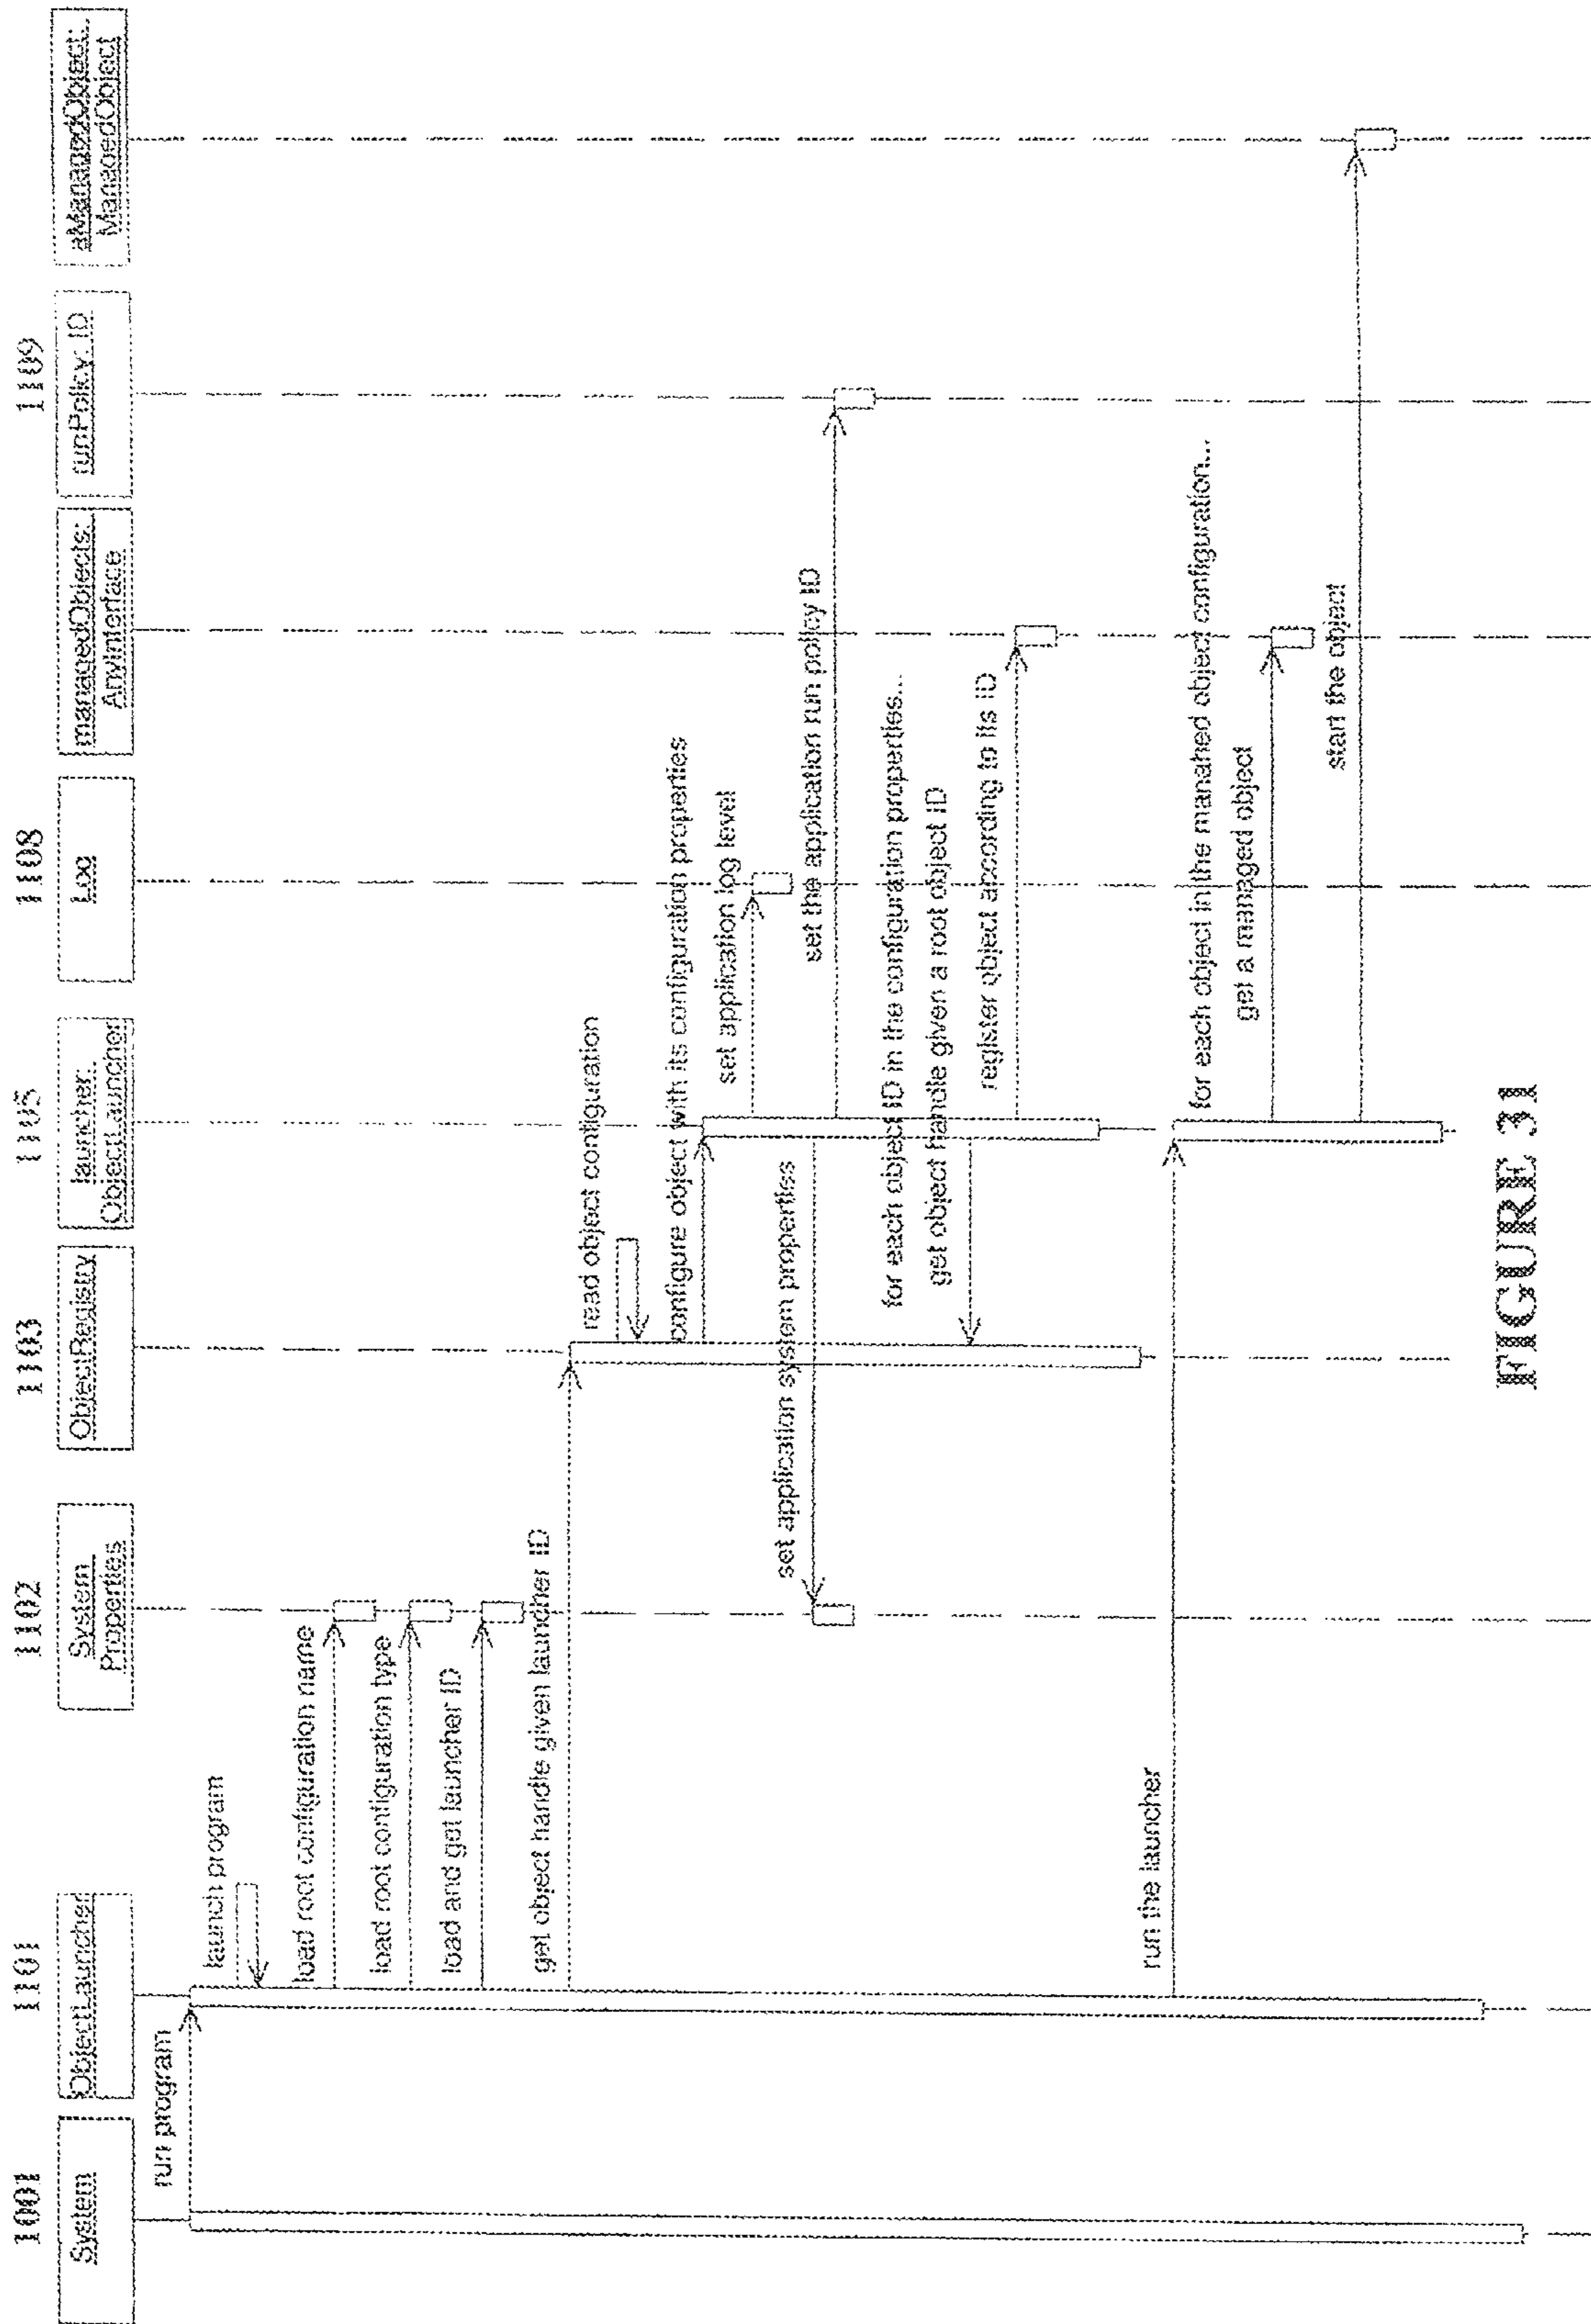 1001
1101
1102
1103
1105
1108
1109
System
ObjectLauncher
System
Properties
ObjectRegistry
launcher:
ObjectLauncher
Log
managedObjects:
AnyInterface
runPolicy: ID
aManagedObject:
ManagedObject
run program
launch program
load root configuration name
load root configuration type
load and get launcher ID
get object handle given launcher ID
read object configuration
configure object with its configuration properties
set application log level
set application system properties
set the application run policy ID
for each object ID in the configuration properties...
get object handle given a root object ID
register object according to its ID
run the launcher
for each object in the manahed object configuration...
get a managed object
start the object
FIGURE 31